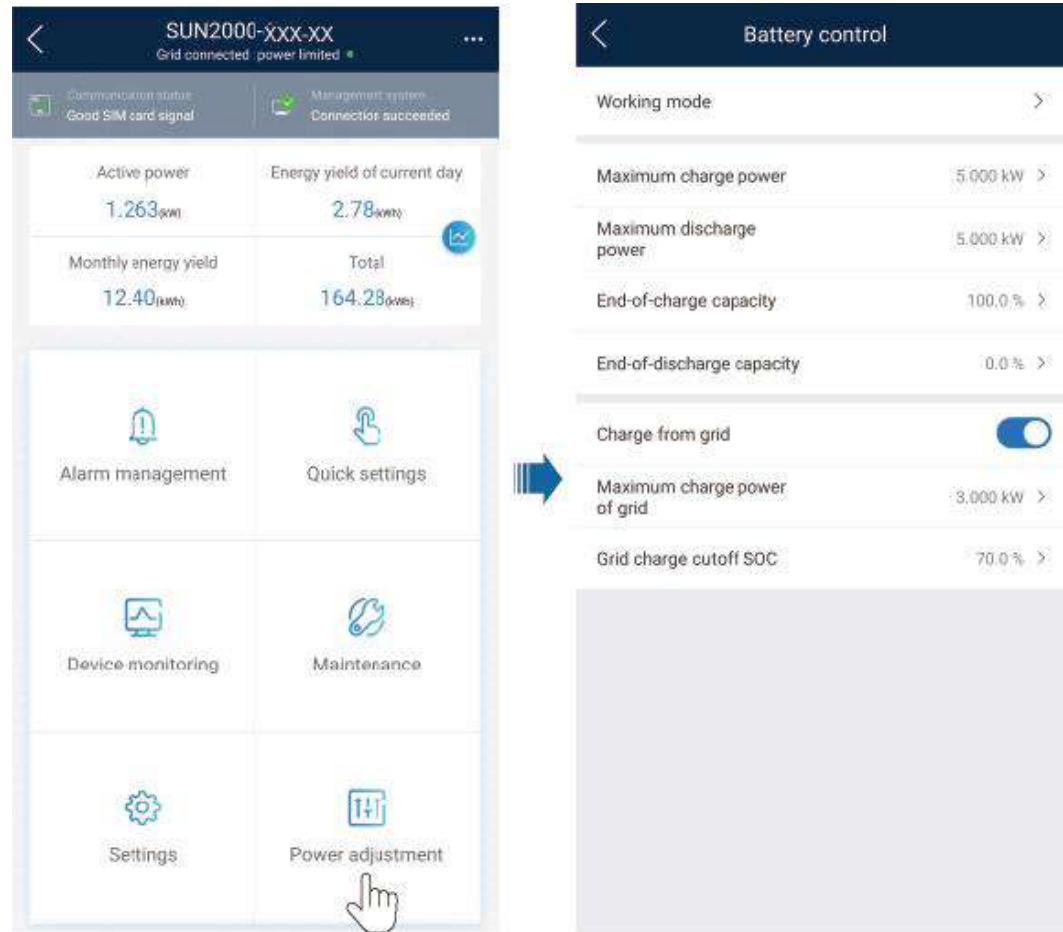 SUN2000-XXX-XX
...
Grid connected power limited
Communication status
Good SIM card signal
Management system
Connection succeeded
Active power
1.263(kW)
Energy yield of current day
2.78(kWh)
Monthly energy yield
12.40(kWh)
Total
164.28(kWh)
Alarm management
Quick settings
Device monitoring
Maintenance
Settings
Power adjustment
Battery control
Working mode
Maximum charge power
5.000 kW
Maximum discharge
power
5.000 kW
End-of-charge capacity
100.0 %
End-of-discharge capacity
0.0 %
Charge from grid
Maximum charge power
of grid
3.000 kW
Grid charge cutoff SOC
70.0 %